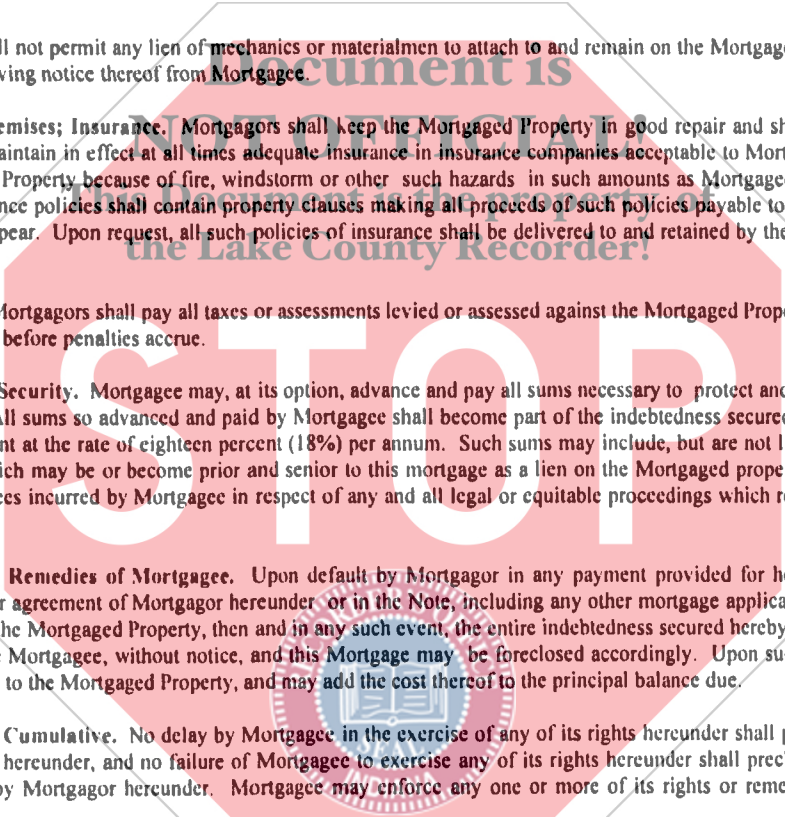 ll not permit any lien of mechanics or materialmen to attach to and remain on the Mortgag
ving notice thereof from Mortgagee.
Document is
emises; Insurance. Mortgagors shall keep the Mortgaged Property in good repair and sh
NOT OFFICIAL!
aintain in effect at all times adequate insurance in insurance companies acceptable to Mort
Property because of fire, windstorm or other such hazards in such amounts as Mortgage
This Document is the property of
nce policies shall contain property clauses making all proceeds of such policies payable to
pear. Upon request, all such policies of insurance shall be delivered to and retained by the
the Lake County Recorder!
Mortgagors shall pay all taxes or assessments levied or assessed against the Mortgaged Prop
before penalties accrue.
STOP
Security. Mortgagee may, at its option, advance and pay all sums necessary to protect and
All sums so advanced and paid by Mortgagee shall become part of the indebtedness secured
nt at the rate of eighteen percent (18%) per annum. Such sums may include, but are not l
ich may be or become prior and senior to this mortgage as a lien on the Mortgaged prope
ees incurred by Mortgagee in respect of any and all legal or equitable proceedings which r
Remedies of Mortgagee. Upon default by Mortgagor in any payment provided for h
r agreement of Mortgagor hereunder or in the Note, including any other mortgage applica
he Mortgaged Property, then and in any such event, the entire indebtedness secured hereby
Mortgagee, without notice, and this Mortgage may be foreclosed accordingly. Upon su
to the Mortgaged Property, and may add the cost thereof to the principal balance due.
Cumulative. No delay by Mortgagee in the exercise of any of its rights hereunder shall p
hereunder, and no failure of Mortgagee to exercise any of its rights hereunder shall prec
by Mortgagor hereunder. Mortgagee may enforce any one or more of its rights or reme
SEAL
INDIANA